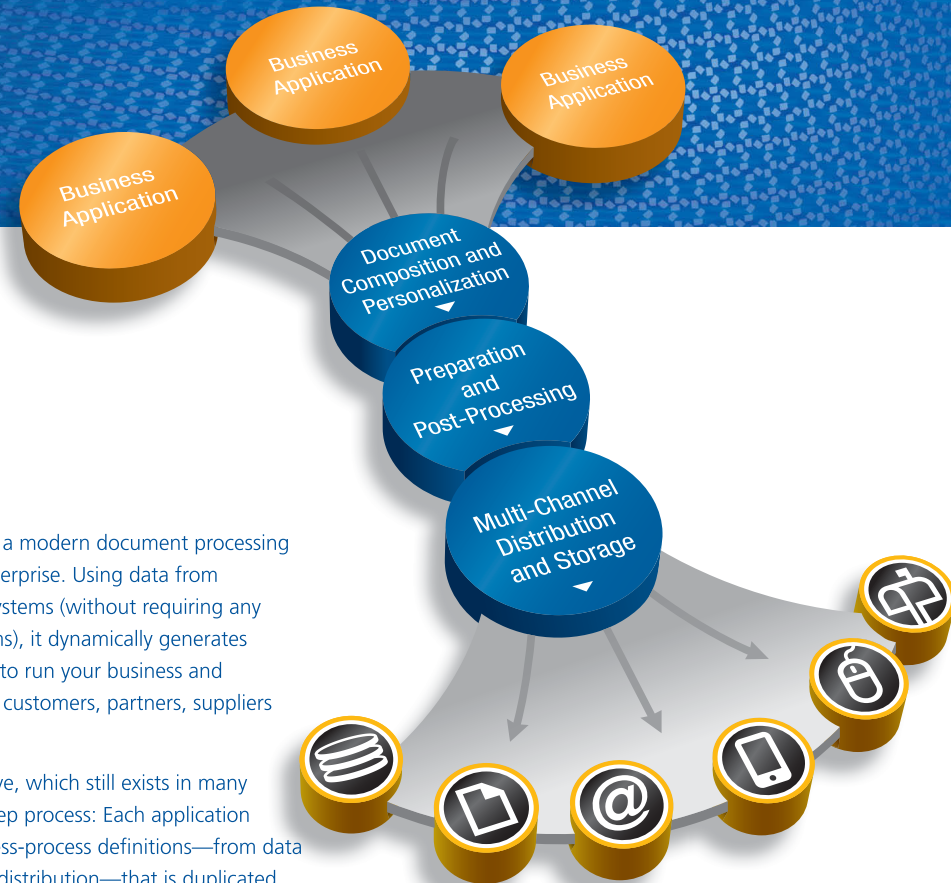 Business
Application
Business
Application
Business
Application
Document
Composition and
Personalization
Preparation
and
Post-Processing
Multi-Channel
Distribution
and Storage
@
a modern document processing
erprise. Using data from
ystems (without requiring any
ns), it dynamically generates
to run your business and
customers, partners, suppliers
ve, which still exists in many
ep process: Each application
ess-process definitions—from data
distribution—that is duplicated